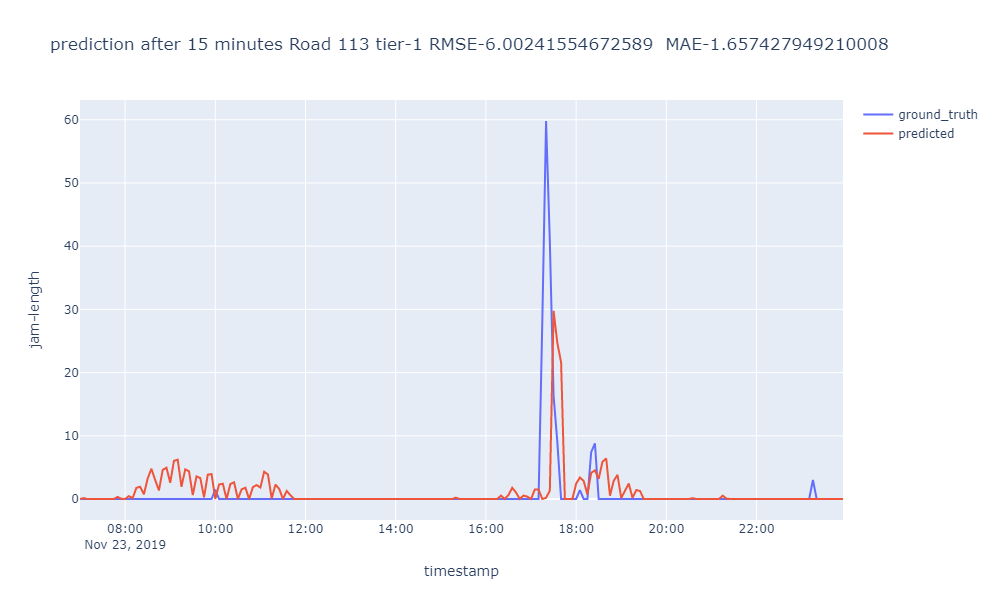 prediction after 15 minutes Road 113 tier-1 RMSE-6.00241554672589  MAE-1.657427949210008
ground_truth
predicted
60
50
40
30
20
10
0
jam-length
08:00 10:00 12:00 14:00 16:00 18:00 20:00 22:00
Nov 23, 2019
timestamp